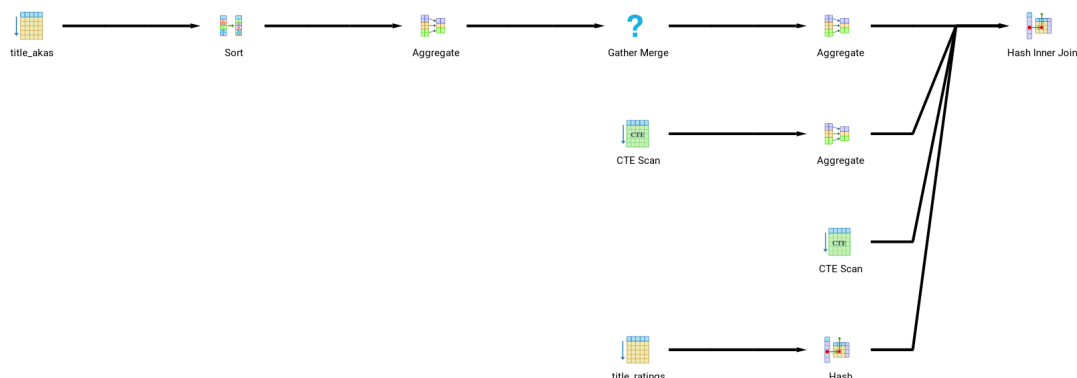 title_akas
Sort
Aggregate
Gather Merge
Aggregate
Hash Inner Join
CTE
CTE Scan
Aggregate
CTE
CTE Scan
title_ratings
Hash